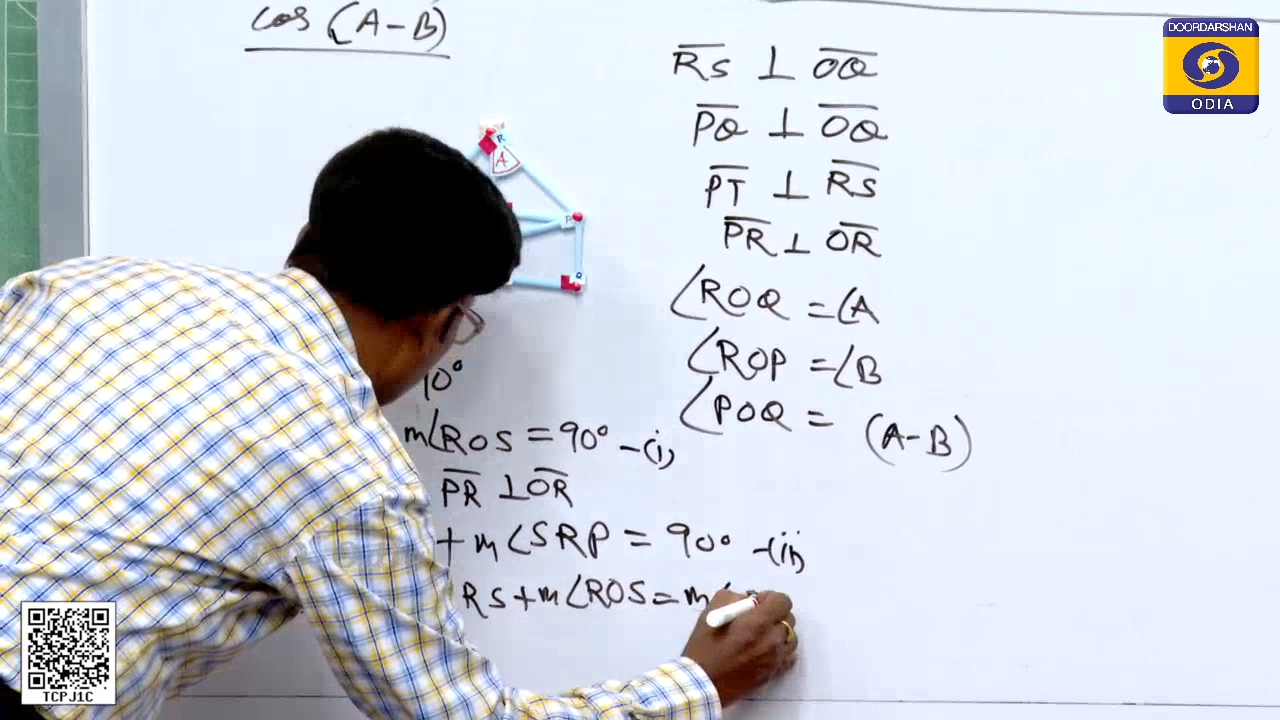 cos (A-B)
RS ⊥ OQ
PQ ⊥ OQ
PT ⊥ RS
PR ⊥ OR
∠ROQ = ∠A
∠ROP = ∠B
∠POQ = (A-B)
A
R
P
Q
90°
m∠ROS = 90° -(i)
PR ⊥ OR
+ m∠SRP = 90° -(ii)
RS + m∠ROS = m∠
DOORDARSHAN
ODIA
TCPJ1C